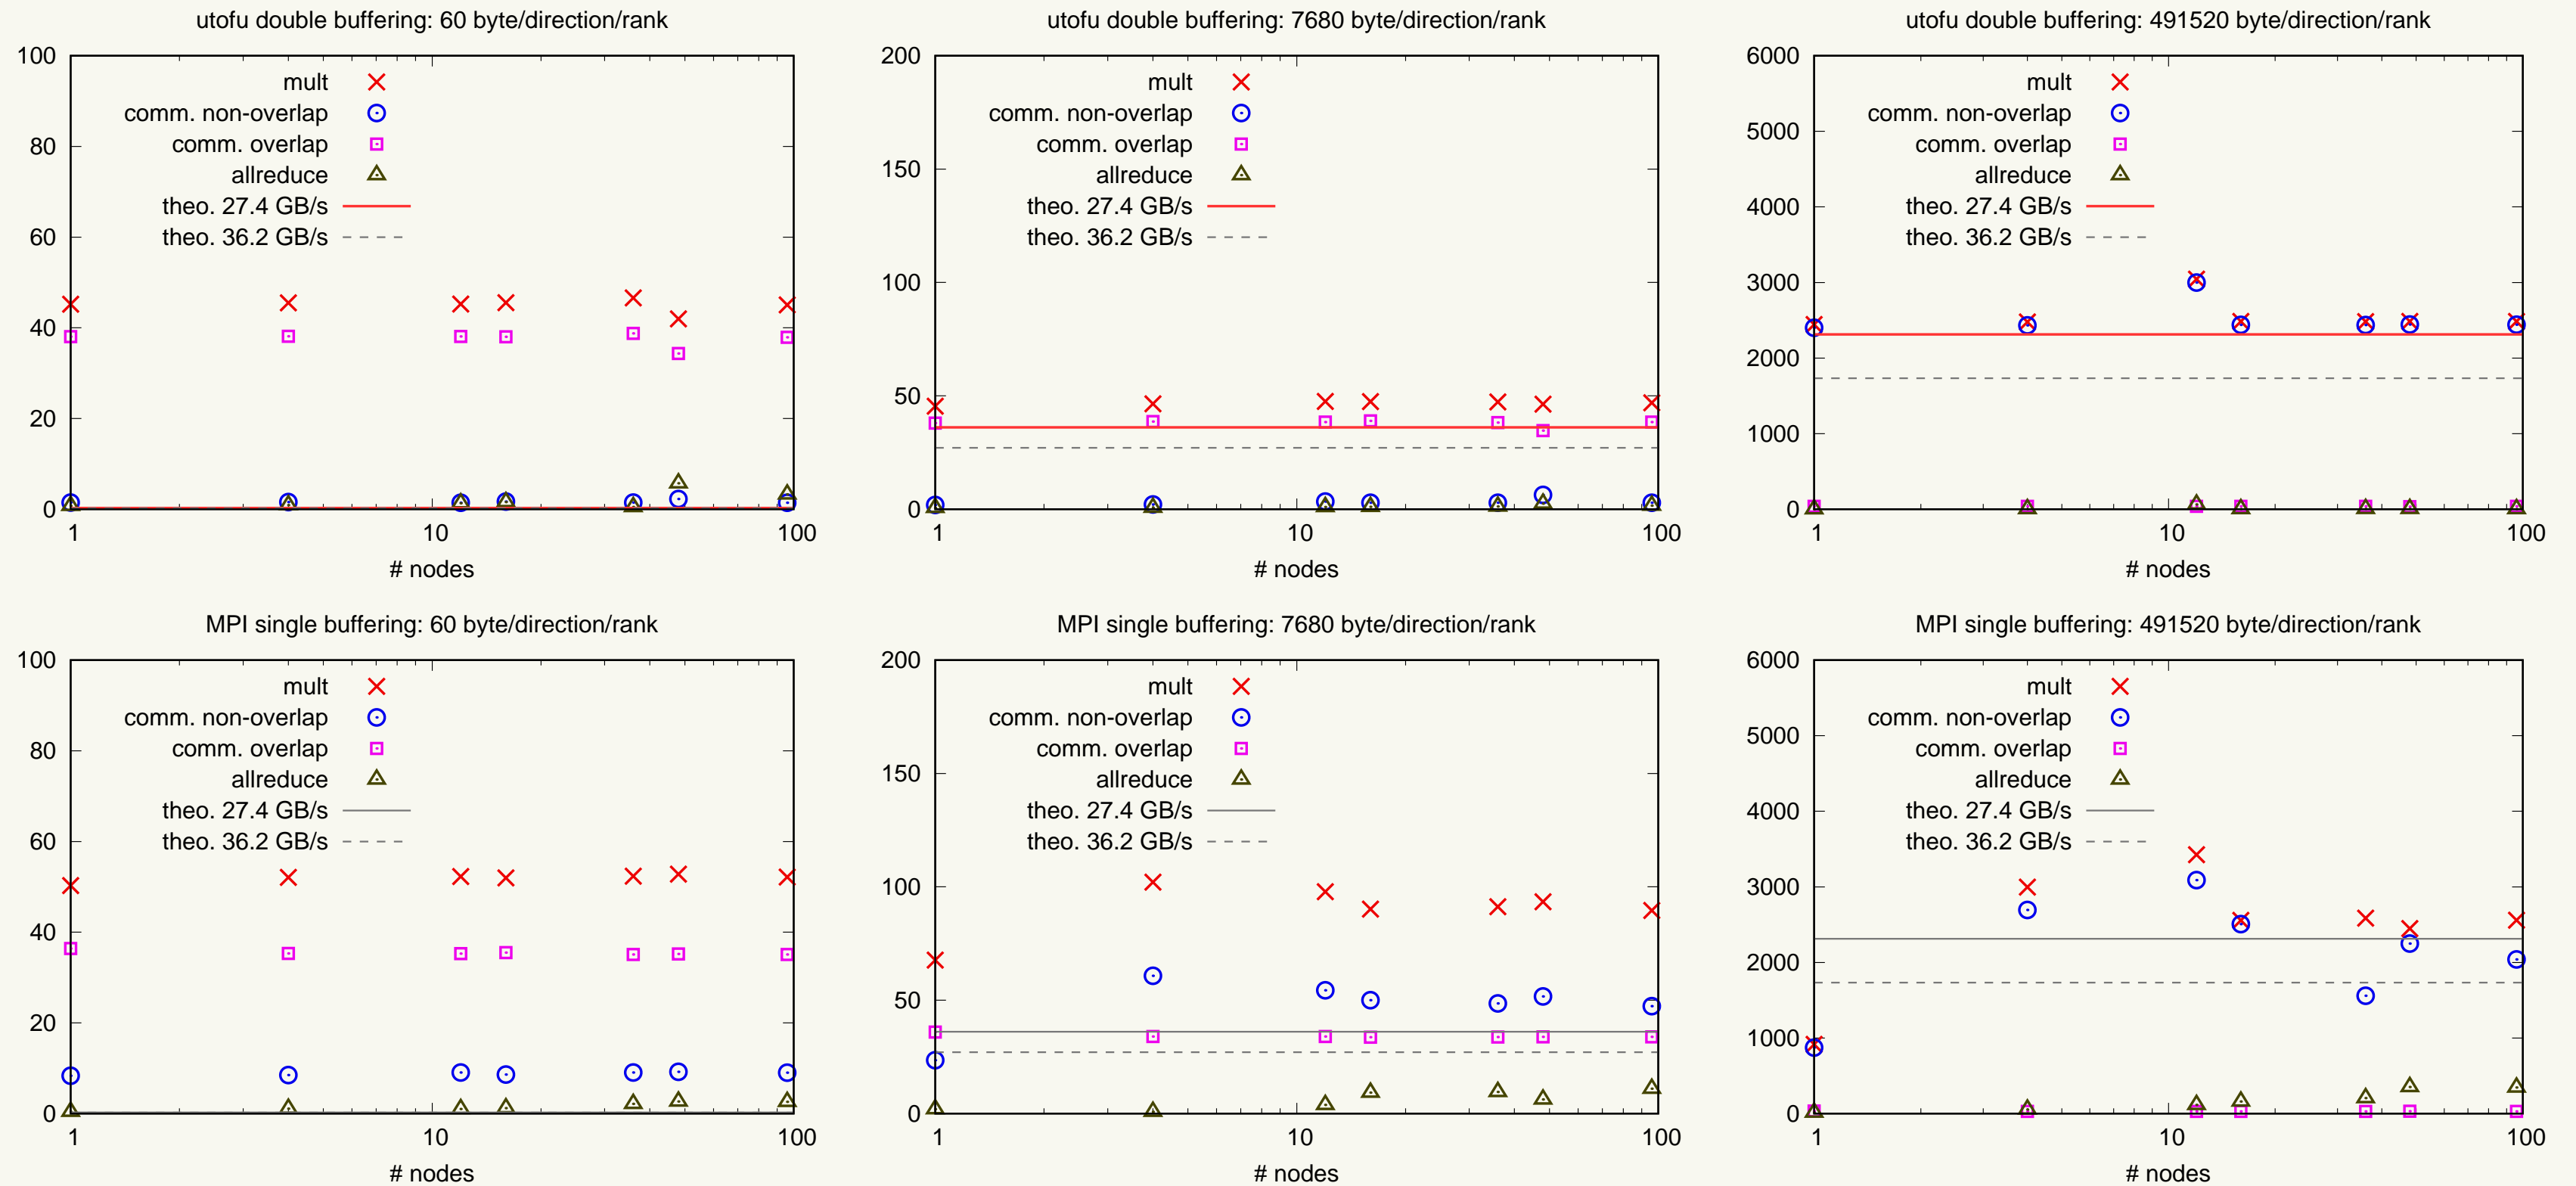 utofu double buffering: 60 byte/direction/rank
100
80
60
40
20
0
mult
comm. non-overlap
comm. overlap
allreduce
theo. 27.4 GB/s
theo. 36.2 GB/s
1
10
100
# nodes
utofu double buffering: 7680 byte/direction/rank
200
150
100
50
0
mult
comm. non-overlap
comm. overlap
allreduce
theo. 27.4 GB/s
theo. 36.2 GB/s
1
10
100
# nodes
utofu double buffering: 491520 byte/direction/rank
6000
5000
4000
3000
2000
1000
0
mult
comm. non-overlap
comm. overlap
allreduce
theo. 27.4 GB/s
theo. 36.2 GB/s
1
10
100
# nodes
MPI single buffering: 60 byte/direction/rank
100
80
60
40
20
0
mult
comm. non-overlap
comm. overlap
allreduce
theo. 27.4 GB/s
theo. 36.2 GB/s
1
10
100
# nodes
MPI single buffering: 7680 byte/direction/rank
200
150
100
50
0
mult
comm. non-overlap
comm. overlap
allreduce
theo. 27.4 GB/s
theo. 36.2 GB/s
1
10
100
# nodes
MPI single buffering: 491520 byte/direction/rank
6000
5000
4000
3000
2000
1000
0
mult
comm. non-overlap
comm. overlap
allreduce
theo. 27.4 GB/s
theo. 36.2 GB/s
1
10
100
# nodes